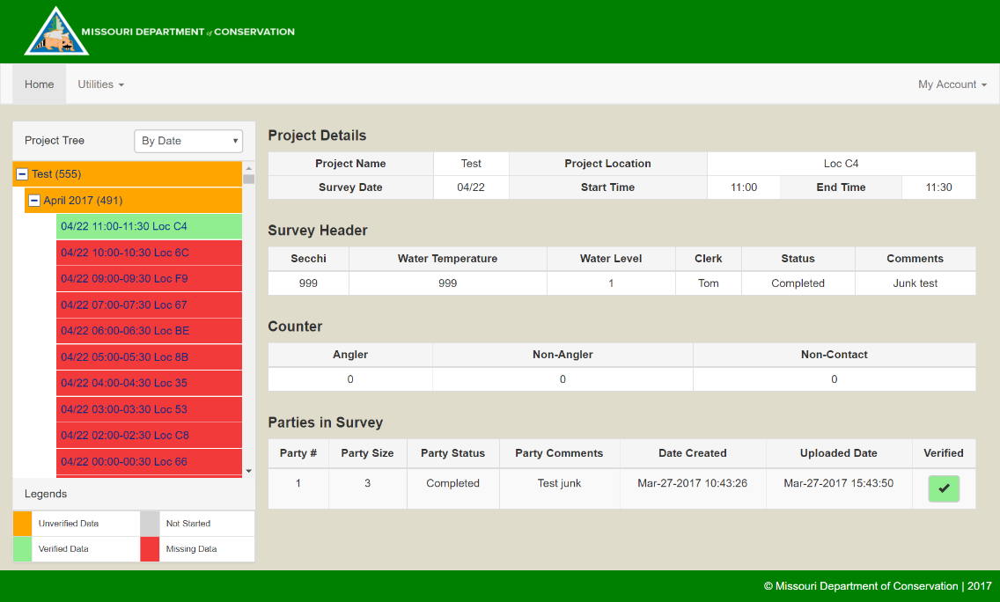 MISSOURI DEPARTMENT of CONSERVATION
Home Utilities My Account
Project Tree By Date
Test (555)
April 2017 (491)
04/22 11:00-11:30 Loc C4
04/22 10:00-10:30 Loc 6C
04/22 09:00-09:30 Loc F9
04/22 07:00-07:30 Loc 67
04/22 06:00-06:30 Loc BE
04/22 05:00-05:30 Loc 8B
04/22 04:00-04:30 Loc 35
04/22 03:00-03:30 Loc 53
04/22 02:00-02:30 Loc C8
04/22 00:00-00:30 Loc 66
Legends
Unverified Data Not Started
Verified Data Missing Data
Project Details
Project Name Test Project Location Loc C4
Survey Date 04/22 Start Time 11:00 End Time 11:30
Survey Header
Secchi Water Temperature Water Level Clerk Status Comments
999 999 1 Tom Completed Junk test
Counter
Angler Non-Angler Non-Contact
0 0 0
Parties in Survey
Party # Party Size Party Status Party Comments Date Created Uploaded Date Verified
1 3 Completed Test junk Mar-27-2017 10:43:26 Mar-27-2017 15:43:50
© Missouri Department of Conservation | 2017